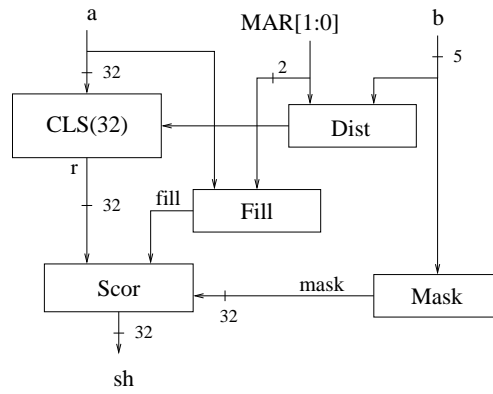 a
MAR[1:0]
b
32
2
5
CLS(32)
Dist
r
fill
Fill
32
Scor
mask
Mask
32
32
sh